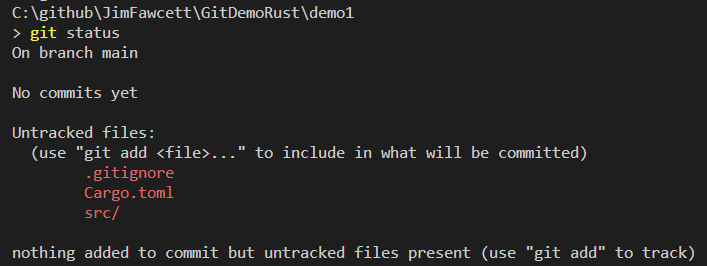 C:\github\JimFawcett\GitDemoRust\demo1
> git status
On branch main
No commits yet
Untracked files:
(use "git add <file>..." to include in what will be committed)
.gitignore
Cargo.toml
src/
nothing added to commit but untracked files present (use "git add" to track)